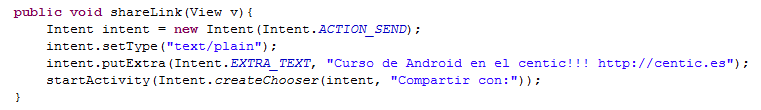 public void shareLink(View v){
Intent intent = new Intent(Intent.ACTION_SEND);
intent.setType("text/plain");
intent.putExtra(Intent.EXTRA_TEXT, "Curso de Android en el centic!!! http://centic.es");
startActivity(Intent.createChooser(intent, "Compartir con:"));
}